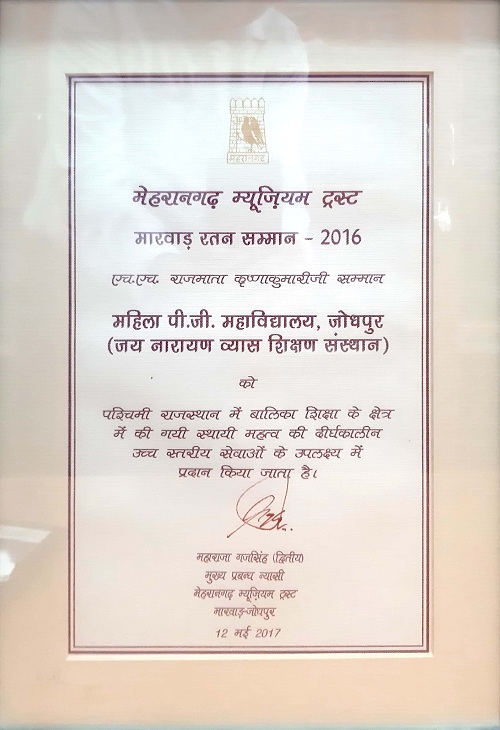 मेहरानगढ़
मेहरानगढ़ म्यूज़ियम ट्रस्ट
मारवाड़ रतन सम्मान - 2016
एच.एच. राजमाता कृष्णाकुमारीजी सम्मान
महिला पी.जी. महाविद्यालय, जोधपुर
(जय नारायण व्यास शिक्षण संस्थान)
को
पश्चिमी राजस्थान में बालिका शिक्षा के क्षेत्र
में की गयी स्थायी महत्व की दीर्घकालीन
उच्च स्तरीय सेवाओं के उपलक्ष्य में
प्रदान किया जाता है।
महाराजा गजसिंह (द्वितीय)
मुख्य प्रबन्ध न्यासी
मेहरानगढ़ म्यूज़ियम ट्रस्ट
मारवाड़-जोधपुर
12 मई 2017